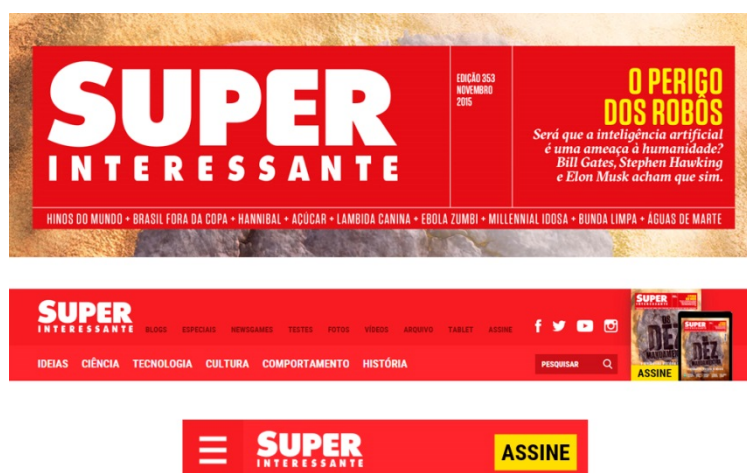 SUPER
INTERESSANTE
EDIÇÃO 353
NOVEMBRO
2015
O PERIGO
DOS ROBÔS
Será que a inteligência artificial
é uma ameaça à humanidade?
Bill Gates, Stephen Hawking
e Elon Musk acham que sim.
HINOS DO MUNDO + BRASIL FORA DA COPA + HANNIBAL + AÇÚCAR + LAMBIDA CANINA + EBOLA ZUMBI + MILLENNIAL IDOSA + BUNDA LIMPA + ÁGUAS DE MARTE
SUPER
INTERESSANTE
BLOGS ESPECIAIS NEWSGAMES TESTES FOTOS VÍDEOS ARQUIVO TABLET ASSINE
IDEIAS CIÊNCIA TECNOLOGIA CULTURA COMPORTAMENTO HISTÓRIA
PESQUISAR
SUPER
DEZ
SUPER
DEZ
ASSINE
SUPER
INTERESSANTE
ASSINE